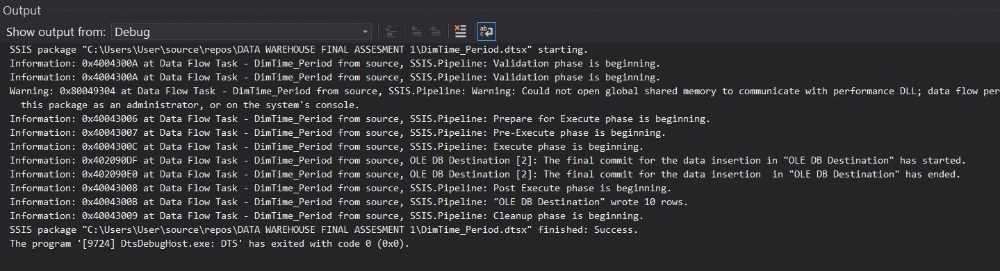 Output
Show output from: Debug
SSIS package "C:\Users\User\source\repos\DATA WAREHOUSE FINAL ASSESMENT 1\DimTime_Period.dtsx" starting.
Information: 0x4004300A at Data Flow Task - DimTime_Period from source, SSIS.Pipeline: Validation phase is beginning.
Information: 0x4004300A at Data Flow Task - DimTime_Period from source, SSIS.Pipeline: Validation phase is beginning.
Warning: 0x80049304 at Data Flow Task - DimTime_Period from source, SSIS.Pipeline: Warning: Could not open global shared memory to communicate with performance DLL; data flow per
this package as an administrator, or on the system's console.
Information: 0x40043006 at Data Flow Task - DimTime_Period from source, SSIS.Pipeline: Prepare for Execute phase is beginning.
Information: 0x40043007 at Data Flow Task - DimTime_Period from source, SSIS.Pipeline: Pre-Execute phase is beginning.
Information: 0x4004300C at Data Flow Task - DimTime_Period from source, SSIS.Pipeline: Execute phase is beginning.
Information: 0x402090DF at Data Flow Task - DimTime_Period from source, OLE DB Destination [2]: The final commit for the data insertion in "OLE DB Destination" has started.
Information: 0x402090E0 at Data Flow Task - DimTime_Period from source, OLE DB Destination [2]: The final commit for the data insertion  in "OLE DB Destination" has ended.
Information: 0x40043008 at Data Flow Task - DimTime_Period from source, SSIS.Pipeline: Post Execute phase is beginning.
Information: 0x4004300B at Data Flow Task - DimTime_Period from source, SSIS.Pipeline: "OLE DB Destination" wrote 10 rows.
Information: 0x40043009 at Data Flow Task - DimTime_Period from source, SSIS.Pipeline: Cleanup phase is beginning.
SSIS package "C:\Users\User\source\repos\DATA WAREHOUSE FINAL ASSESMENT 1\DimTime_Period.dtsx" finished: Success.
The program '[9724] DtsDebugHost.exe: DTS' has exited with code 0 (0x0).